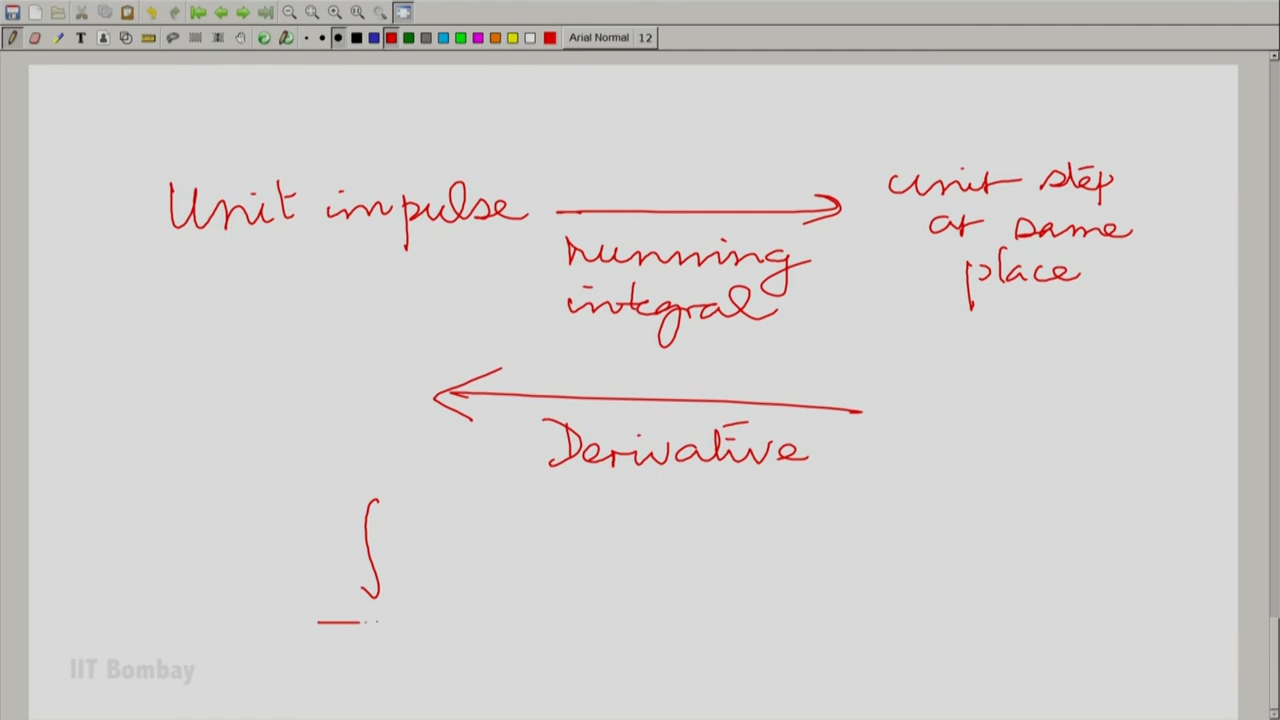 Arial Normal 12
Unit impulse
running
integral
unit step
at same
place
Derivative
∫
IIT Bombay